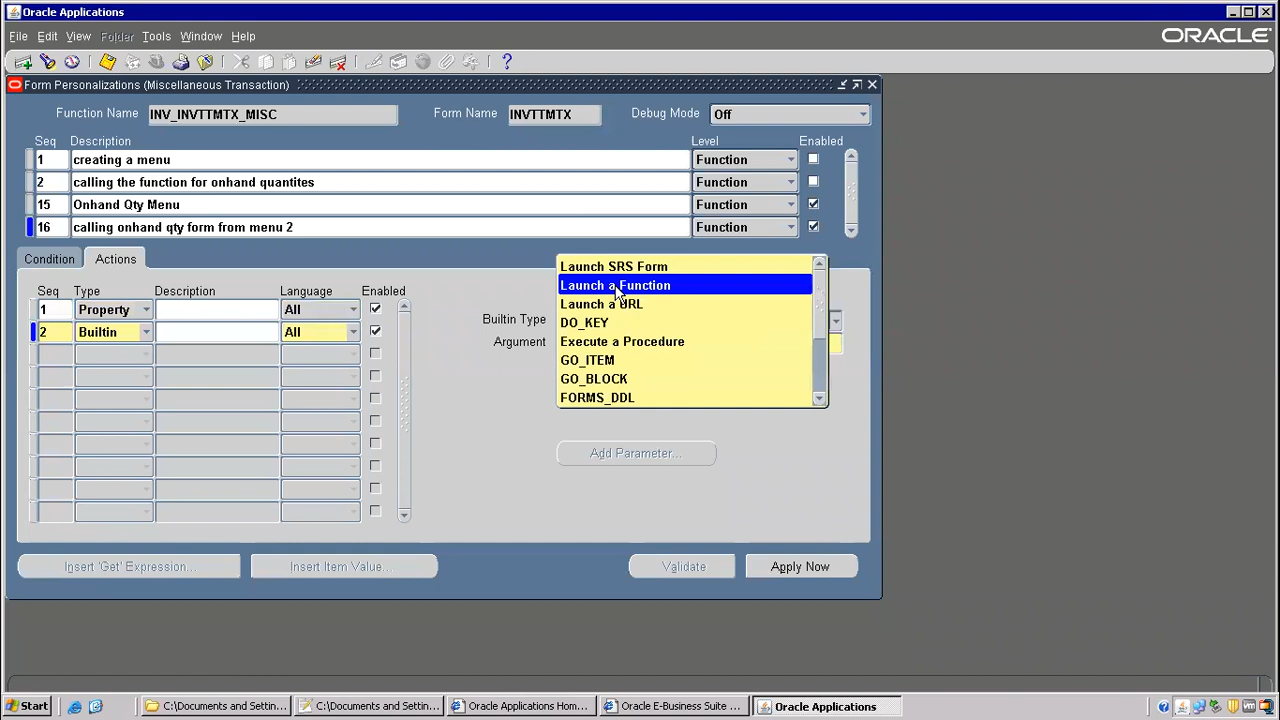 Oracle Applications
File Edit View Folder Tools Window Help
ORACLE
Form Personalizations (Miscellaneous Transaction)
Function Name INV_INVTTMTX_MISC Form Name INVTTMTX Debug Mode Off
Seq Description Level Enabled
1 creating a menu Function
2 calling the function for onhand quantites Function
15 Onhand Qty Menu Function
16 calling onhand qty form from menu 2 Function
Condition Actions
Seq Type Description Language Enabled
1 Property All
2 Builtin All
Builtin Type
Argument
Launch SRS Form
Launch a Function
Launch a URL
DO_KEY
Execute a Procedure
GO_ITEM
GO_BLOCK
FORMS_DDL
Add Parameter...
Insert 'Get' Expression... Insert Item Value... Validate Apply Now
Start C:\Documents and Settin... C:\Documents and Settin... Oracle Applications Fram... Oracle E-Business Suite ... Oracle Applications